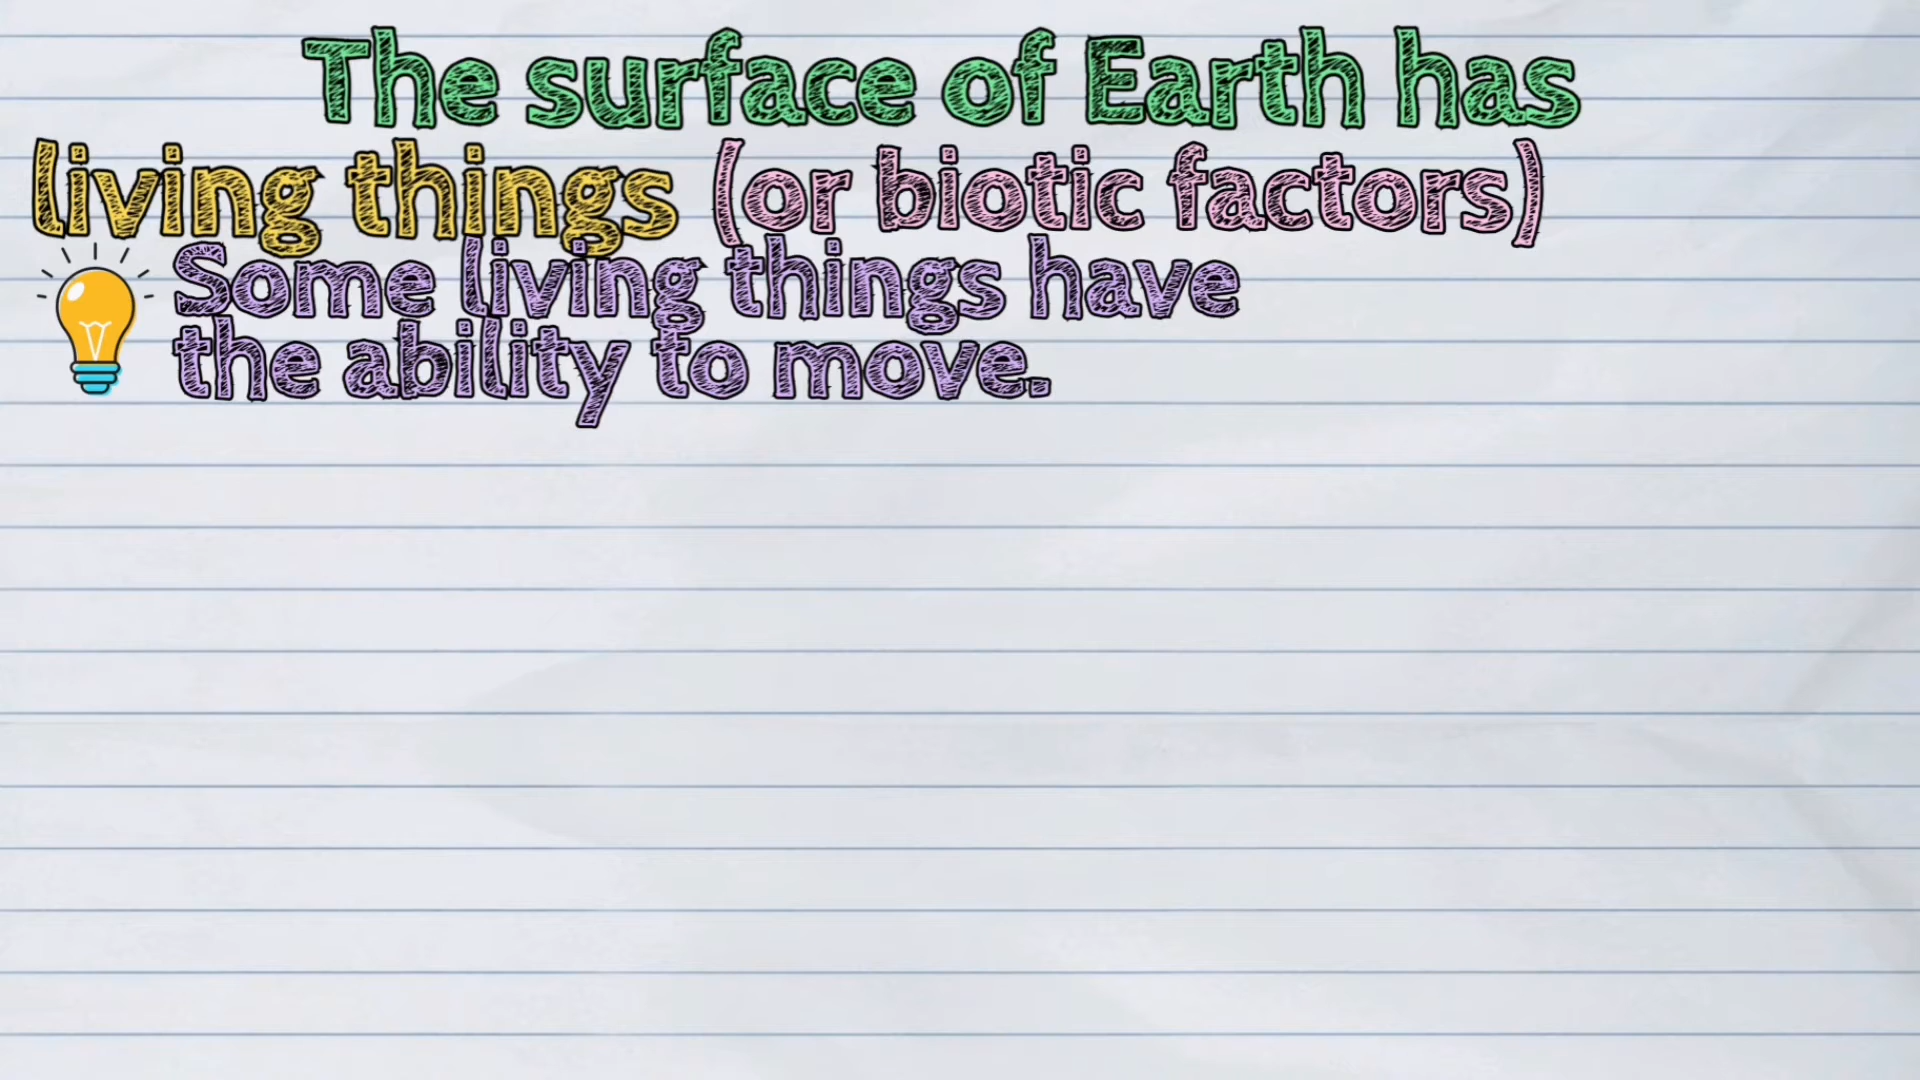 The surface of Earth has
living things (or biotic factors)
Some living things have
the ability to move.